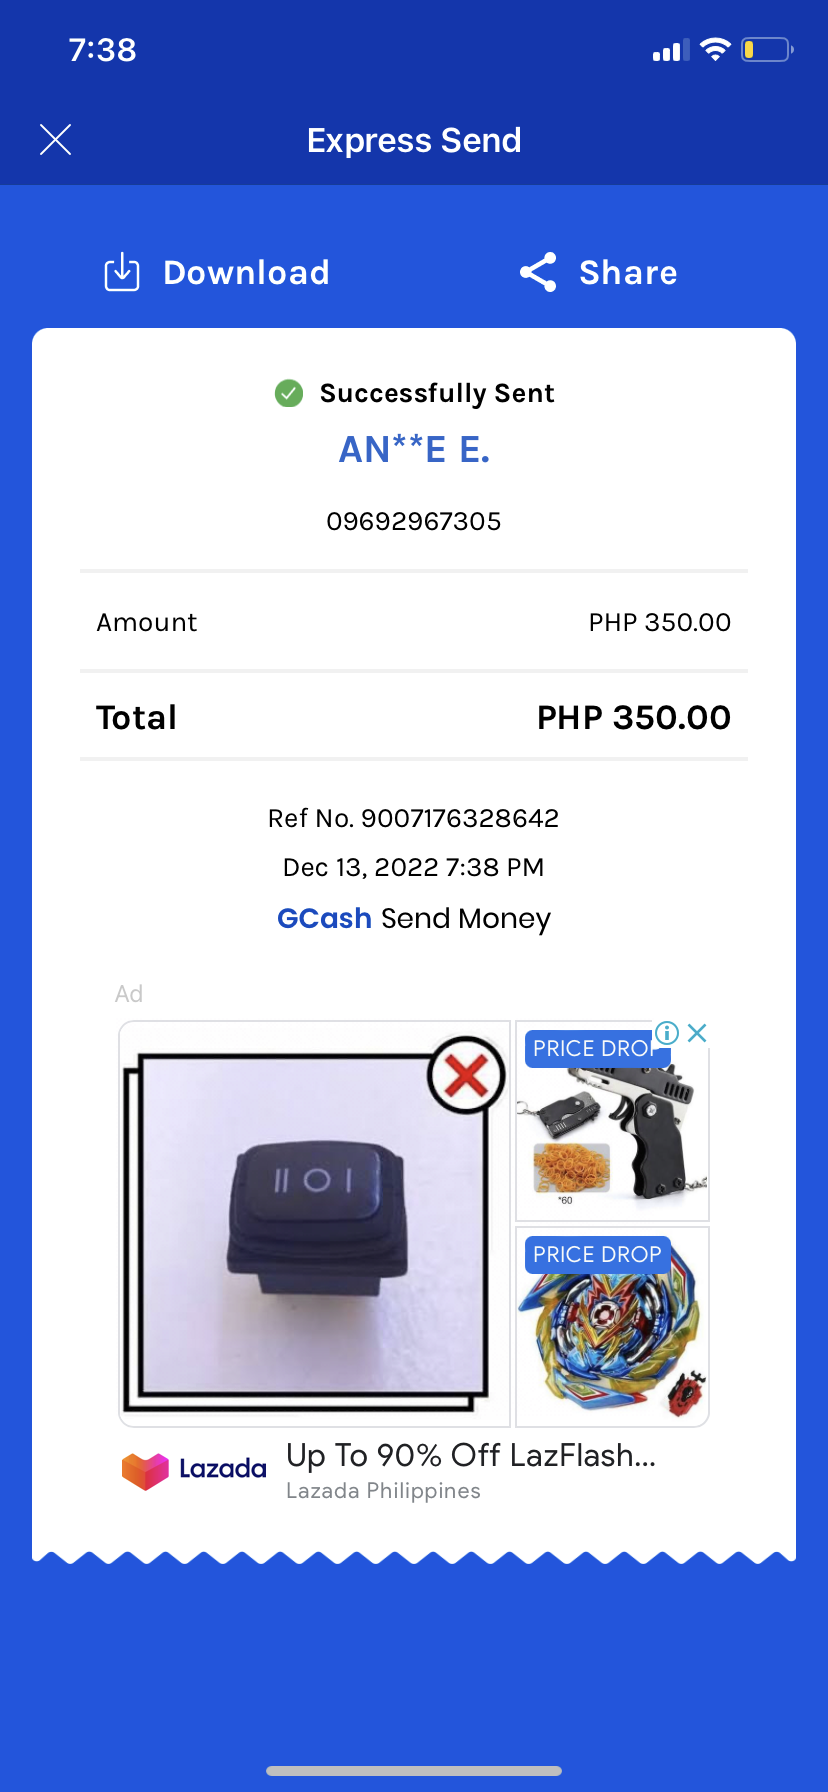 7:38
Express Send
Download
Share
Successfully Sent
AN**E E.
09692967305
Amount PHP 350.00
Total PHP 350.00
Ref No. 9007176328642
Dec 13, 2022 7:38 PM
GCash Send Money
Ad
PRICE DROP
*60
PRICE DROP
Lazada
Up To 90% Off LazFlash...
Lazada Philippines